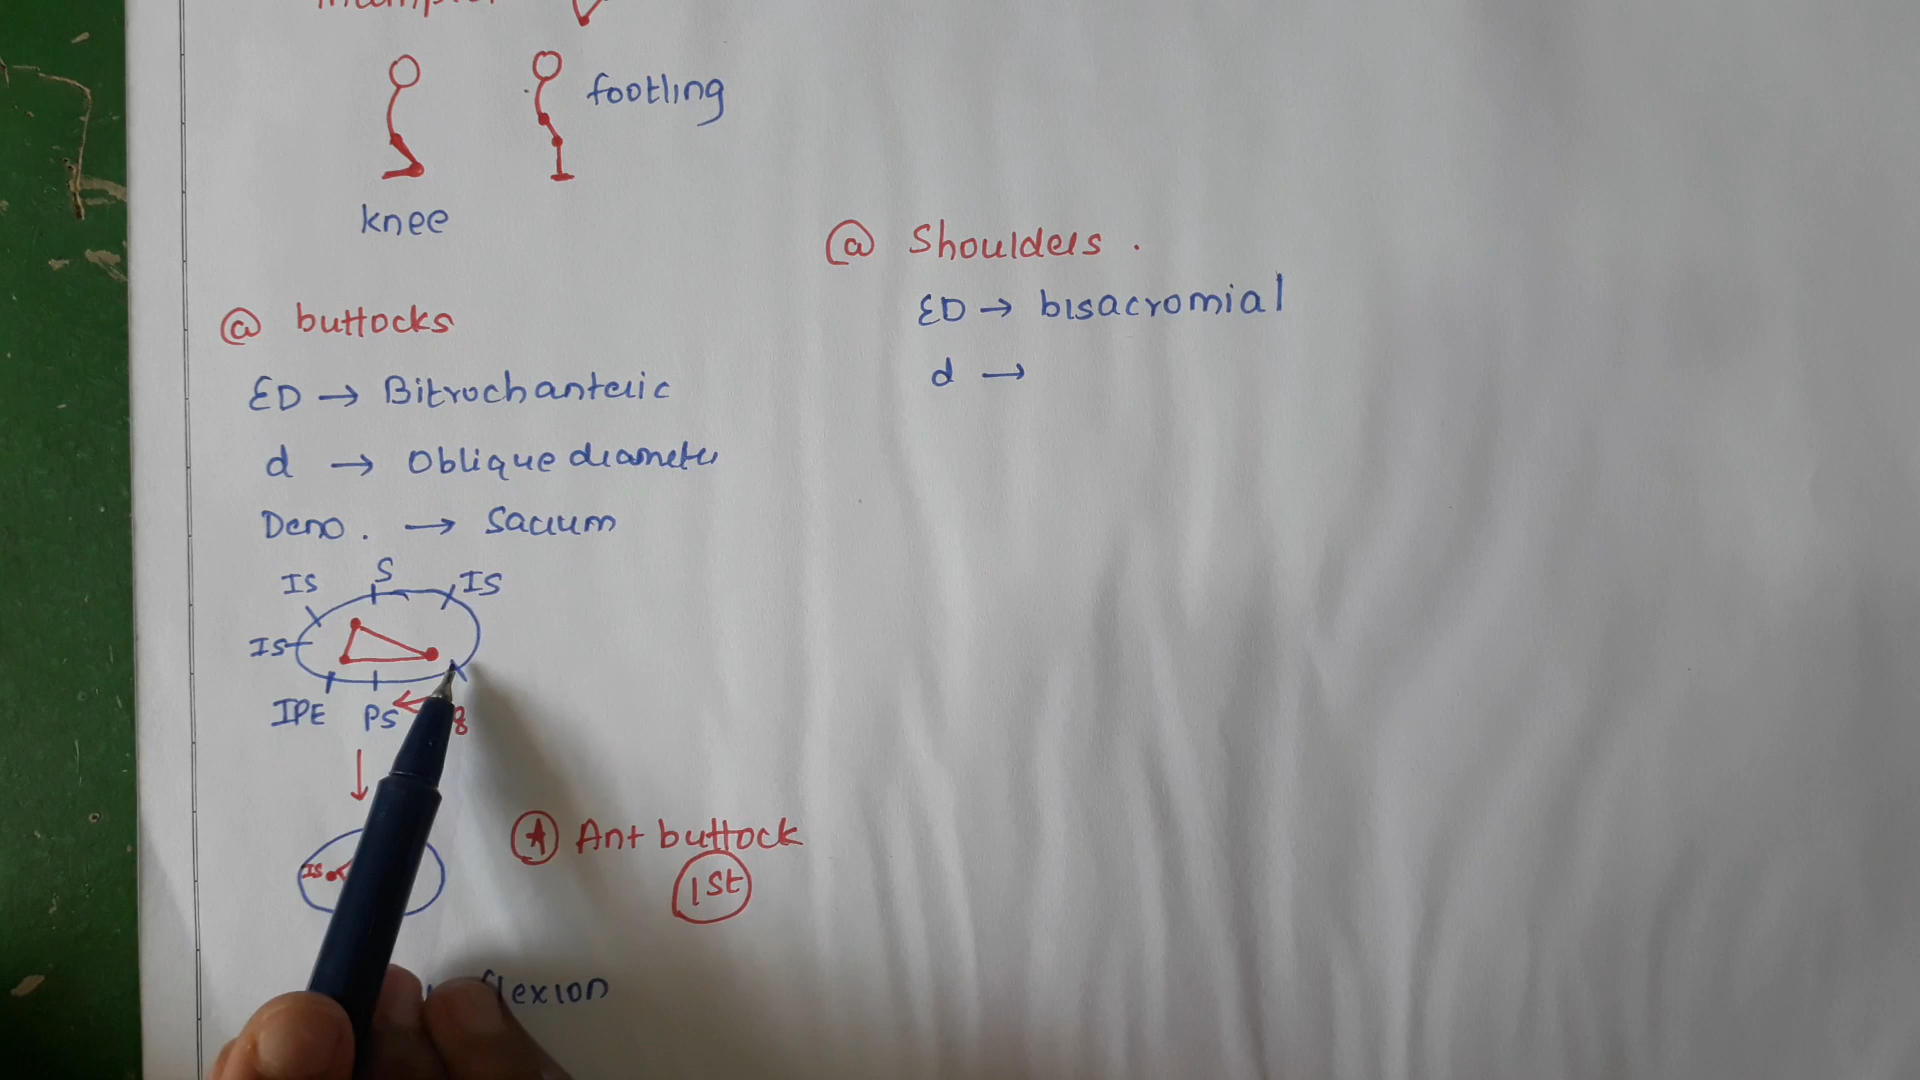 footling
knee
@ buttocks
ED → Bitrochanteric
d → Oblique diameter
Deno. → Sacrum
S
IS IS
IS
IPE PS
IS
Ⓐ Ant buttock
1st
flexion
@ Shoulders.
ED → bisacromial
d →